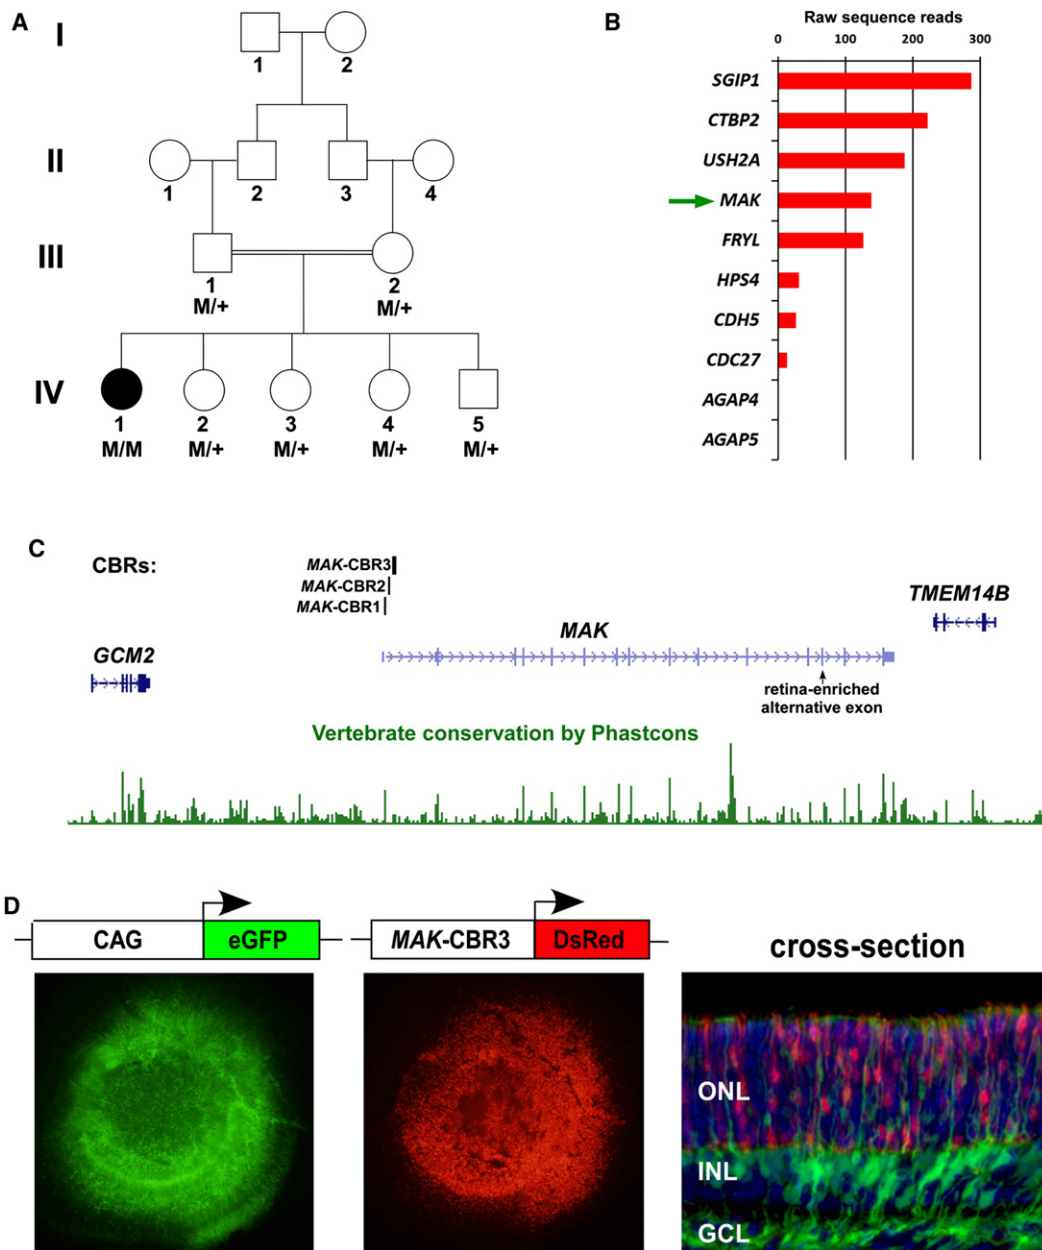 A
I
1 2
II
1 2 3 4
III
1 2
M/+ M/+
IV
1 2 3 4 5
M/M M/+ M/+ M/+ M/+
B
Raw sequence reads
0 100 200 300
SGIP1
CTBP2
USH2A
MAK
FRYL
HPS4
CDH5
CDC27
AGAP4
AGAP5
C
CBRs:
MAK-CBR3
MAK-CBR2
MAK-CBR1
GCM2
MAK
TMEM14B
retina-enriched
alternative exon
Vertebrate conservation by Phastcons
D
CAG eGFP
MAK-CBR3 DsRed
cross-section
ONL
INL
GCL